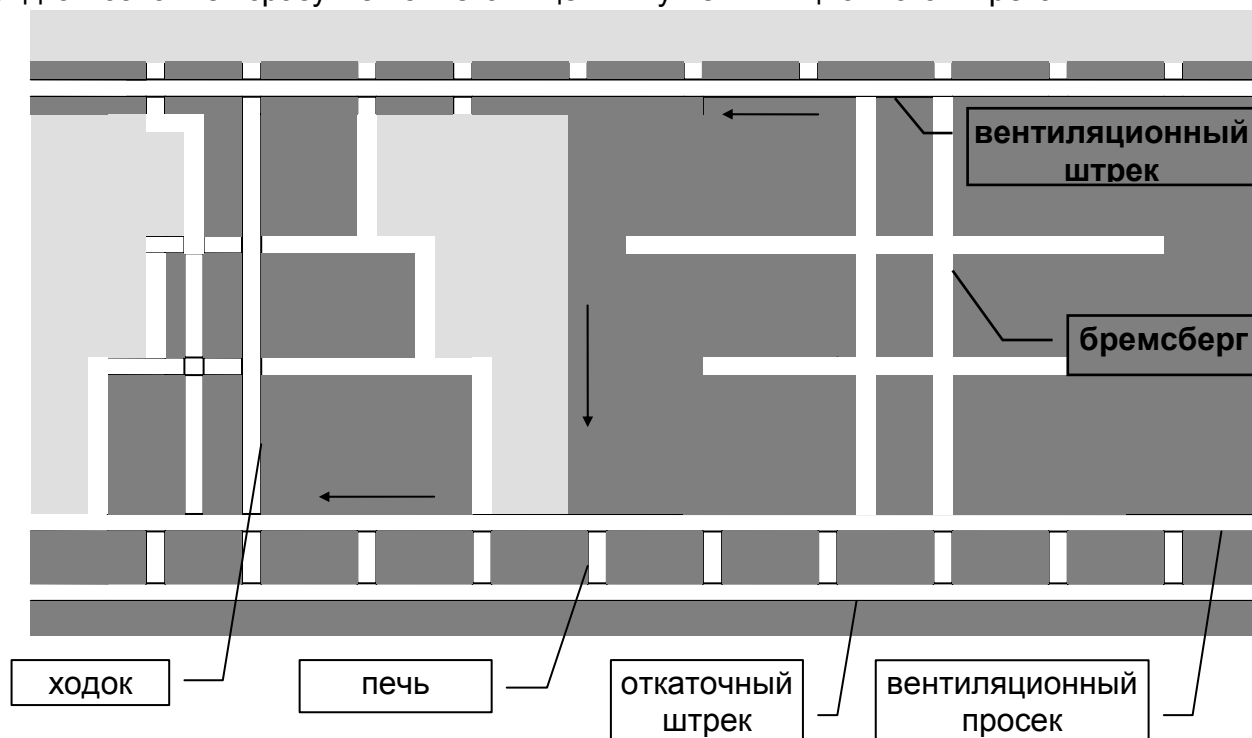 вентиляционный
штрек
бремсберг
ходок
печь
откаточный
штрек
вентиляционный
просек